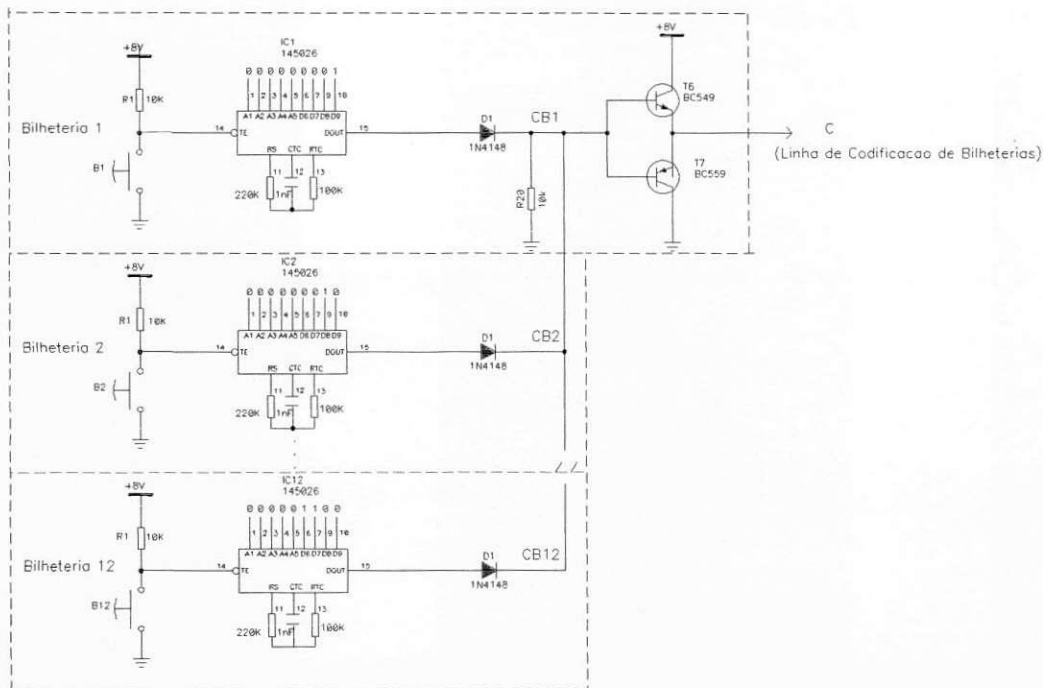 +8V
R1
10K
Bilheteria 1
B1
IC1
145026
0 0 0 0 0 0 0 0 1
1 2 3 4 5 6 7 9 10
A1 A2 A3 A4 A5 D6 D7 D8 D9
14
TE
DOUT
15
RS CTC RTC
11 12 13
220K
1nF
100K
D1
1N4148
CB1
R20
10k
+8V
T6
BC549
T7
BC559
C
(Linha de Codificacao de Bilheterias)
+8V
R1
10K
Bilheteria 2
B2
IC2
145026
0 0 0 0 0 0 0 1 0
1 2 3 4 5 6 7 9 10
A1 A2 A3 A4 A5 D6 D7 D8 D9
14
TE
DOUT
15
RS CTC RTC
11 12 13
220K
1nF
100K
D1
1N4148
CB2
+8V
R1
10K
Bilheteria 12
B12
IC12
145026
0 0 0 0 0 1 1 0 0
1 2 3 4 5 6 7 9 10
A1 A2 A3 A4 A5 D6 D7 D8 D9
14
TE
DOUT
15
RS CTC RTC
11 12 13
220K
1nF
100K
D1
1N4148
CB12